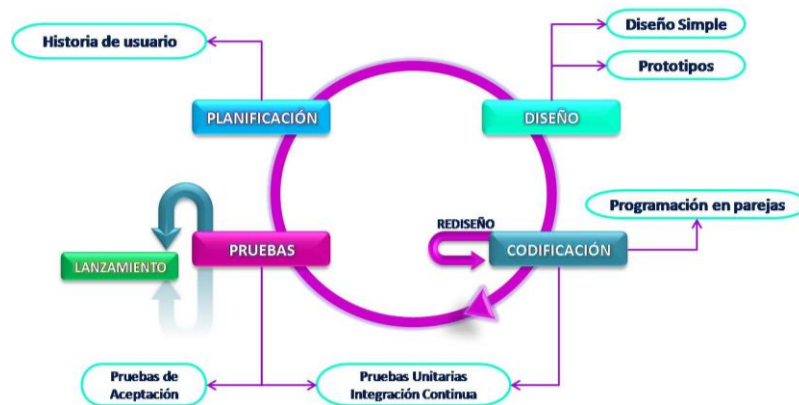 Historia de usuario
Diseño Simple
Prototipos
PLANIFICACIÓN
DISEÑO
Programación en parejas
REDISEÑO
PRUEBAS
CODIFICACIÓN
LANZAMIENTO
Pruebas de
Aceptación
Pruebas Unitarias
Integración Continua